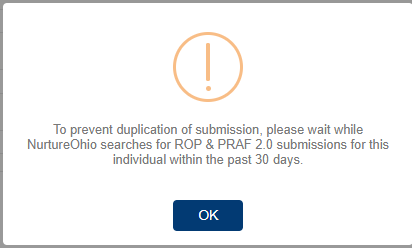 To prevent duplication of submission, please wait while
NurtureOhio searches for ROP & PRAF 2.0 submissions for this
individual within the past 30 days.
OK